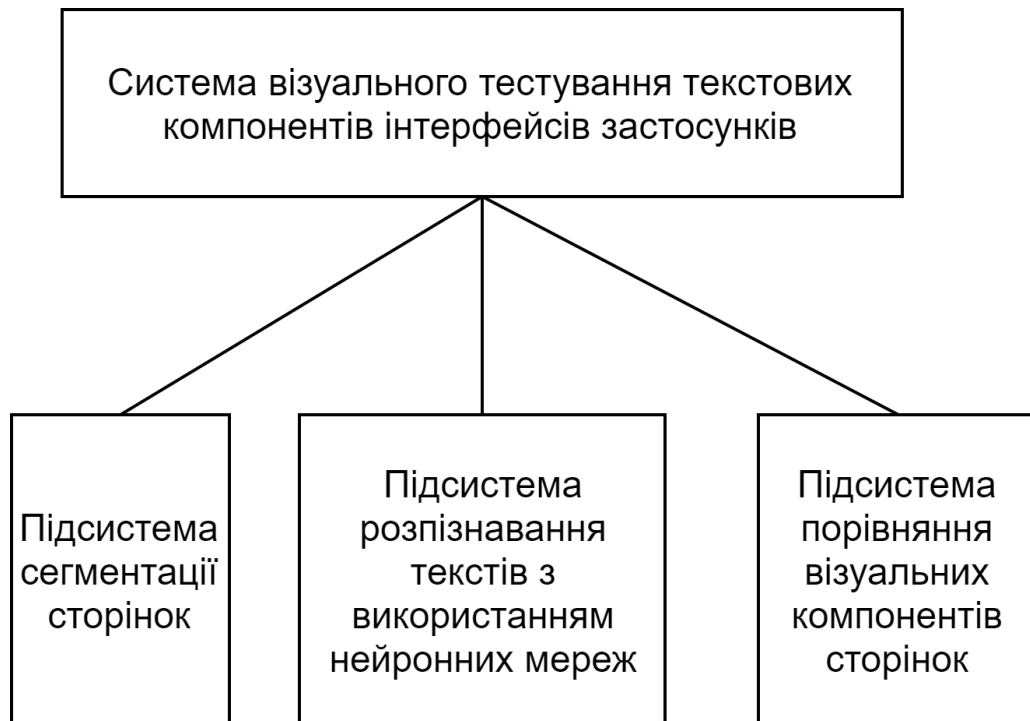 Система візуального тестування текстових
компонентів інтерфейсів застосунків
Підсистема
сегментації
сторінок
Підсистема
розпізнавання
текстів з
використанням
нейронних мереж
Підсистема
порівняння
візуальних
компонентів
сторінок